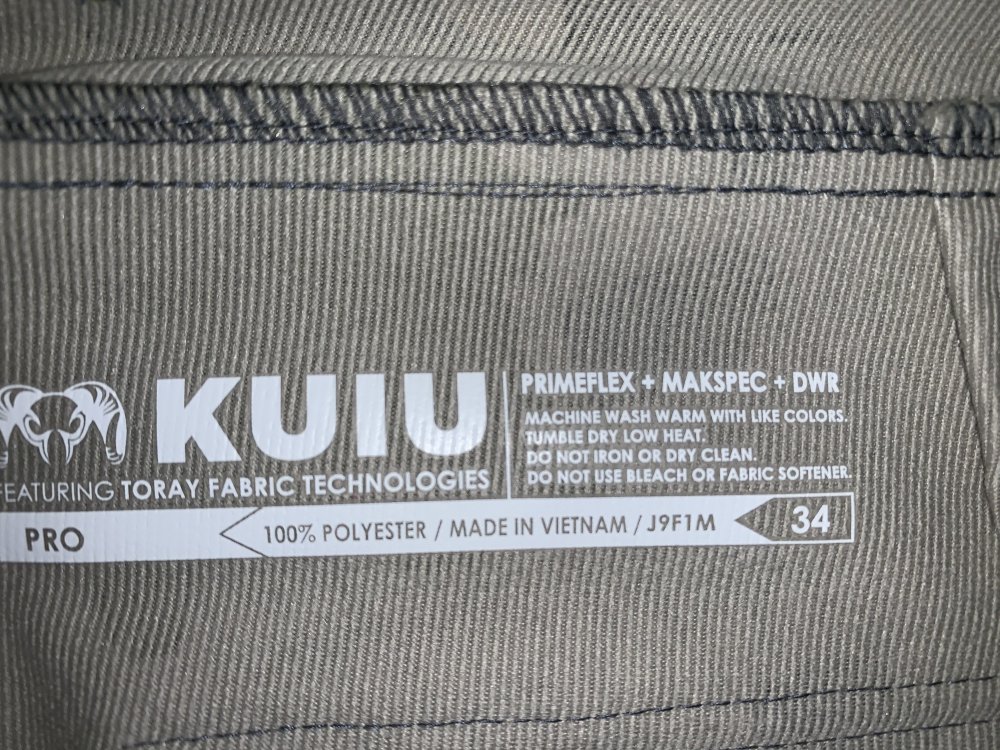 KUIU
FEATURING TORAY FABRIC TECHNOLOGIES
PRIMEFLEX + MAKSPEC + DWR
MACHINE WASH WARM WITH LIKE COLORS.
TUMBLE DRY LOW HEAT.
DO NOT IRON OR DRY CLEAN.
DO NOT USE BLEACH OR FABRIC SOFTENER.
PRO 100% POLYESTER / MADE IN VIETNAM / J9F1M 34